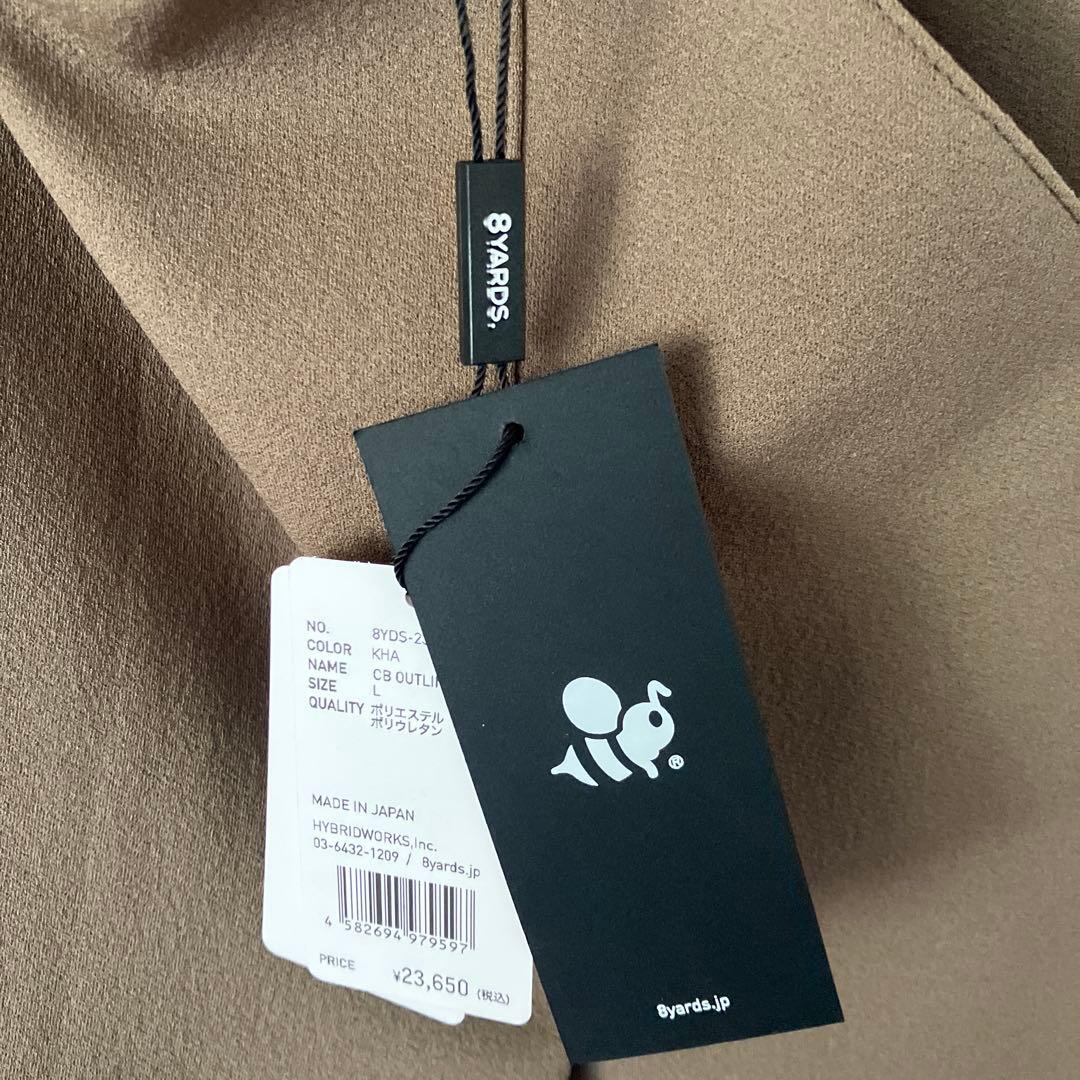 8YARDS,
®
8yards.jp
NO. 8YDS-
COLOR KHA
NAME CB
SIZE L
QUALITY ポリエステル
ポリウレタン
MADE IN JAPAN
HYBRIDWORKS,Inc.
03-6432-1209 / 8yards.jp
4 582694 979597
PRICE ¥23,650 (税込)